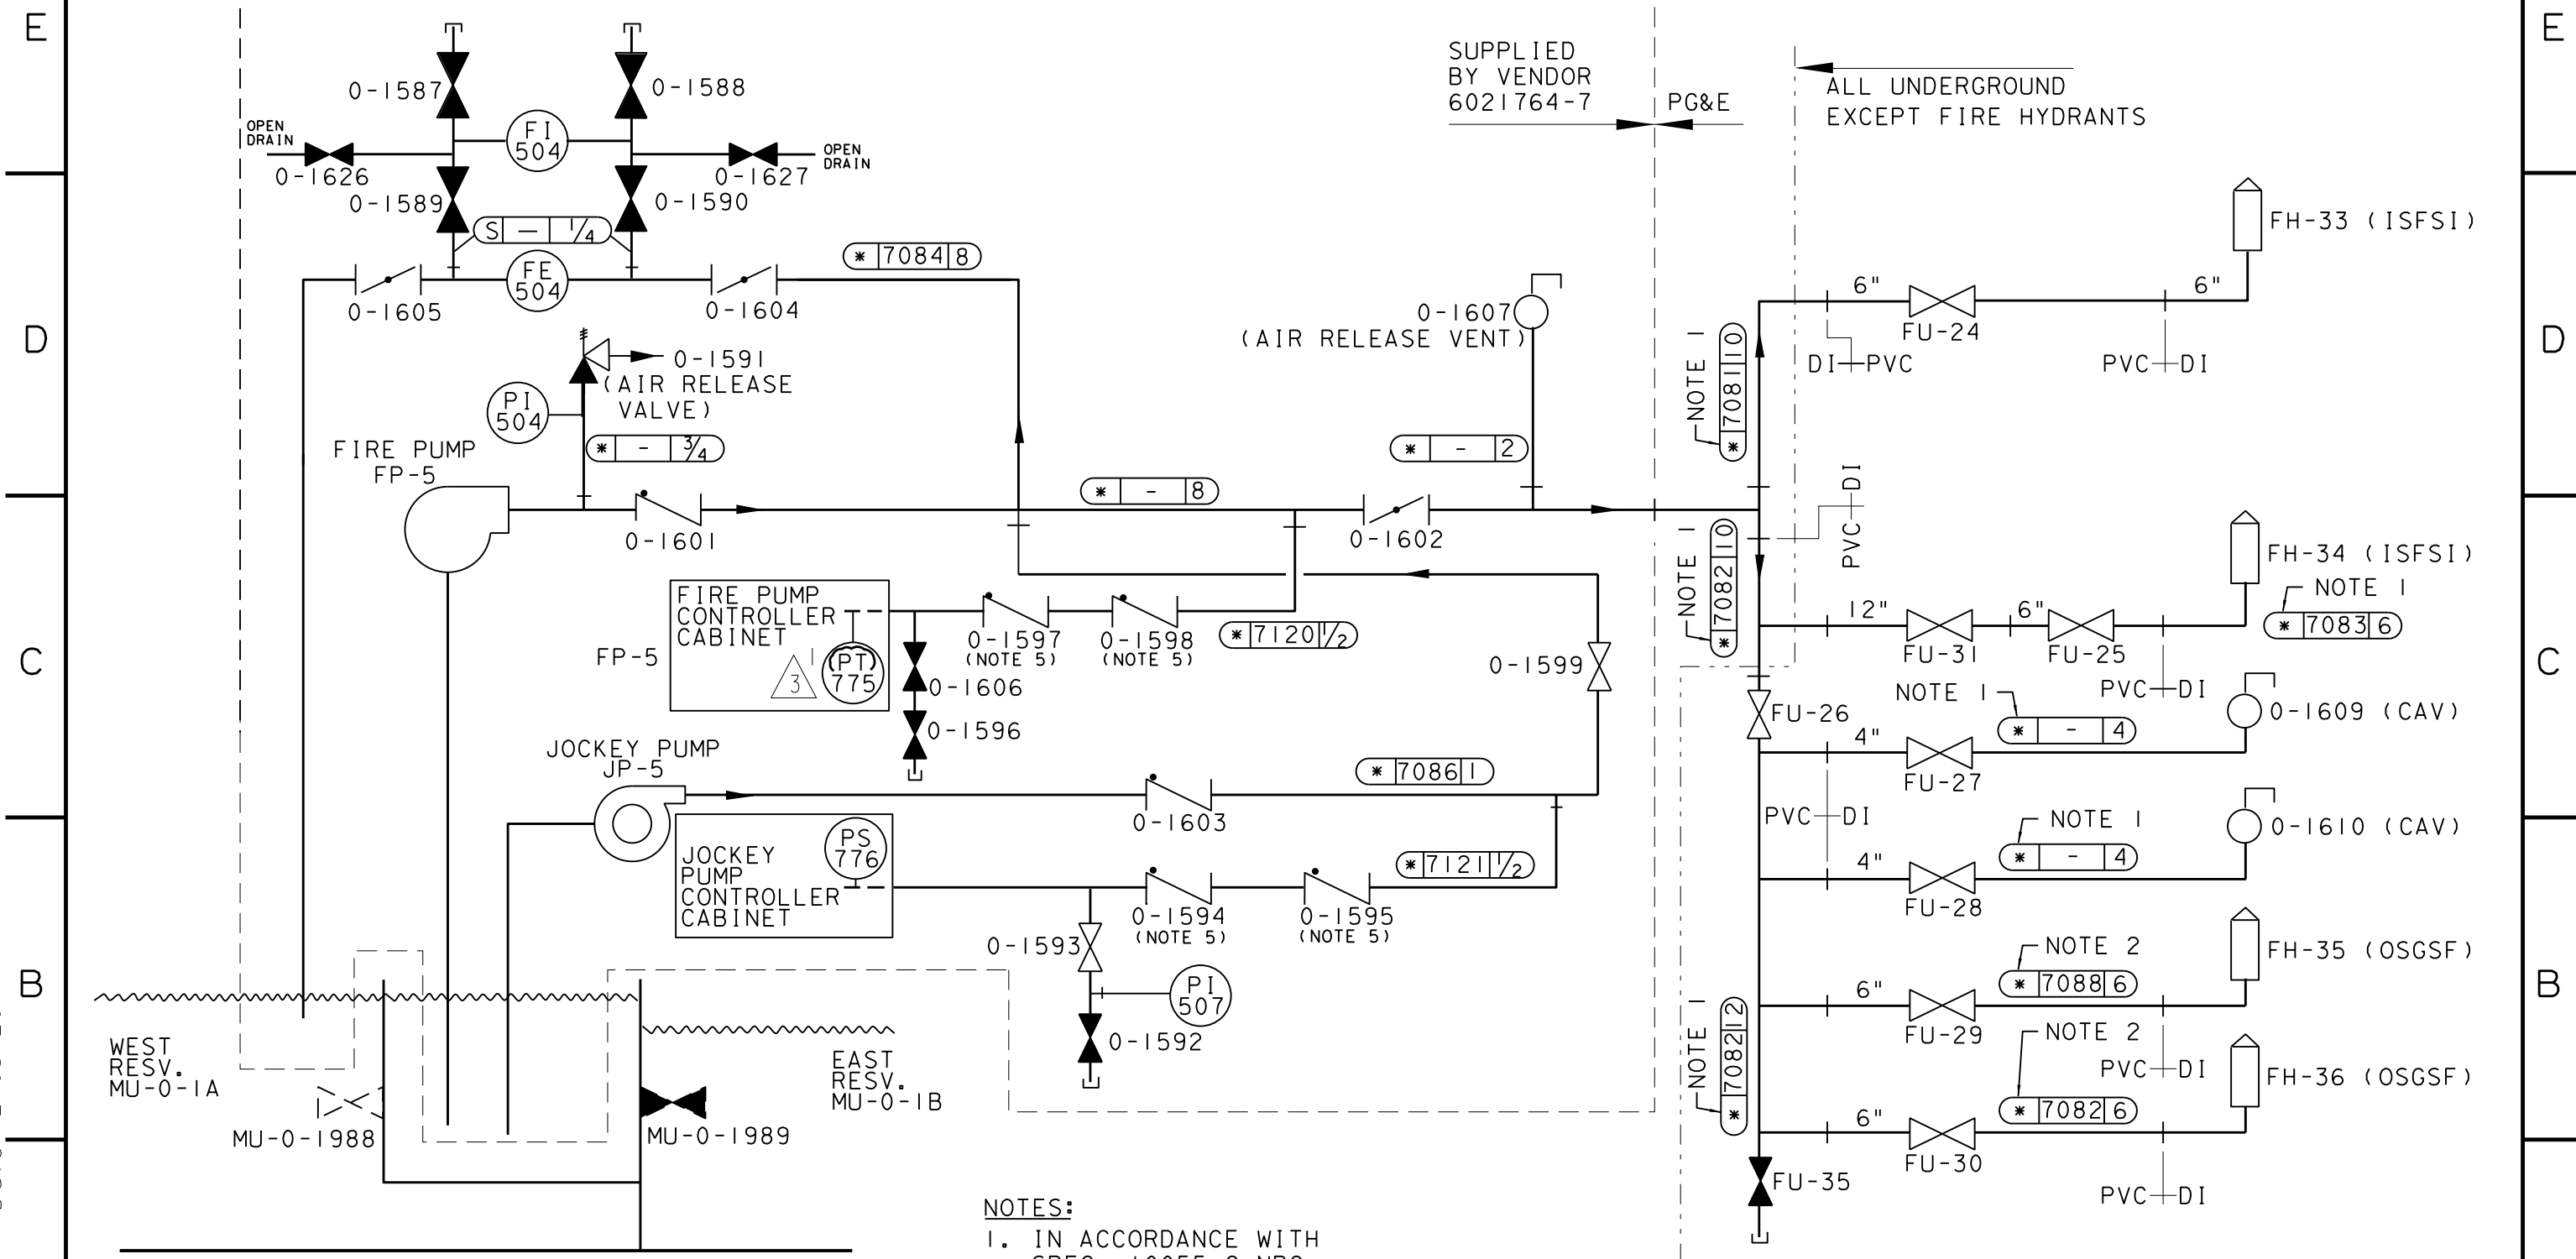 E
E
D
D
C
C
B
B
SUPPLIED
BY VENDOR
6021764-7
PG&E
ALL UNDERGROUND
EXCEPT FIRE HYDRANTS
0-1587
0-1588
FI
504
OPEN
DRAIN
0-1626
0-1627
OPEN
DRAIN
0-1589
0-1590
S — 1/4
FE
504
0-1605
0-1604
* 7084 8
0-1591
(AIR RELEASE
VALVE)
PI
504
* - 3/4
FIRE PUMP
FP-5
0-1601
* - 8
0-1607
(AIR RELEASE VENT)
* - 2
0-1602
NOTE 1
* 7081 10
6"
FU-24
6"
DI PVC
PVC DI
FH-33 (ISFSI)
PVC DI
NOTE 1
* 7082 10
FH-34 (ISFSI)
NOTE 1
* 7083 6
12"
FU-31
6"
FU-25
PVC DI
FIRE PUMP
CONTROLLER
CABINET
FP-5
3
1
PT
775
0-1597
(NOTE 5)
0-1598
(NOTE 5)
* 7120 1/2
0-1606
0-1596
0-1599
FU-26
NOTE 1
* - 4
4"
FU-27
0-1609 (CAV)
JOCKEY PUMP
JP-5
* 7086 1
0-1603
PVC DI
NOTE 1
* - 4
4"
FU-28
0-1610 (CAV)
JOCKEY
PUMP
CONTROLLER
CABINET
PS
776
* 7121 1/2
0-1594
(NOTE 5)
0-1595
(NOTE 5)
0-1593
PI
507
0-1592
NOTE 2
* 7088 6
6"
FU-29
PVC DI
FH-35 (OSGSF)
NOTE 1
* 7082 12
NOTE 2
* 7082 6
6"
FU-30
PVC DI
FH-36 (OSGSF)
FU-35
WEST
RESV.
MU-0-1A
EAST
RESV.
MU-0-1B
MU-0-1988
MU-0-1989
NOTES:
1. IN ACCORDANCE WITH